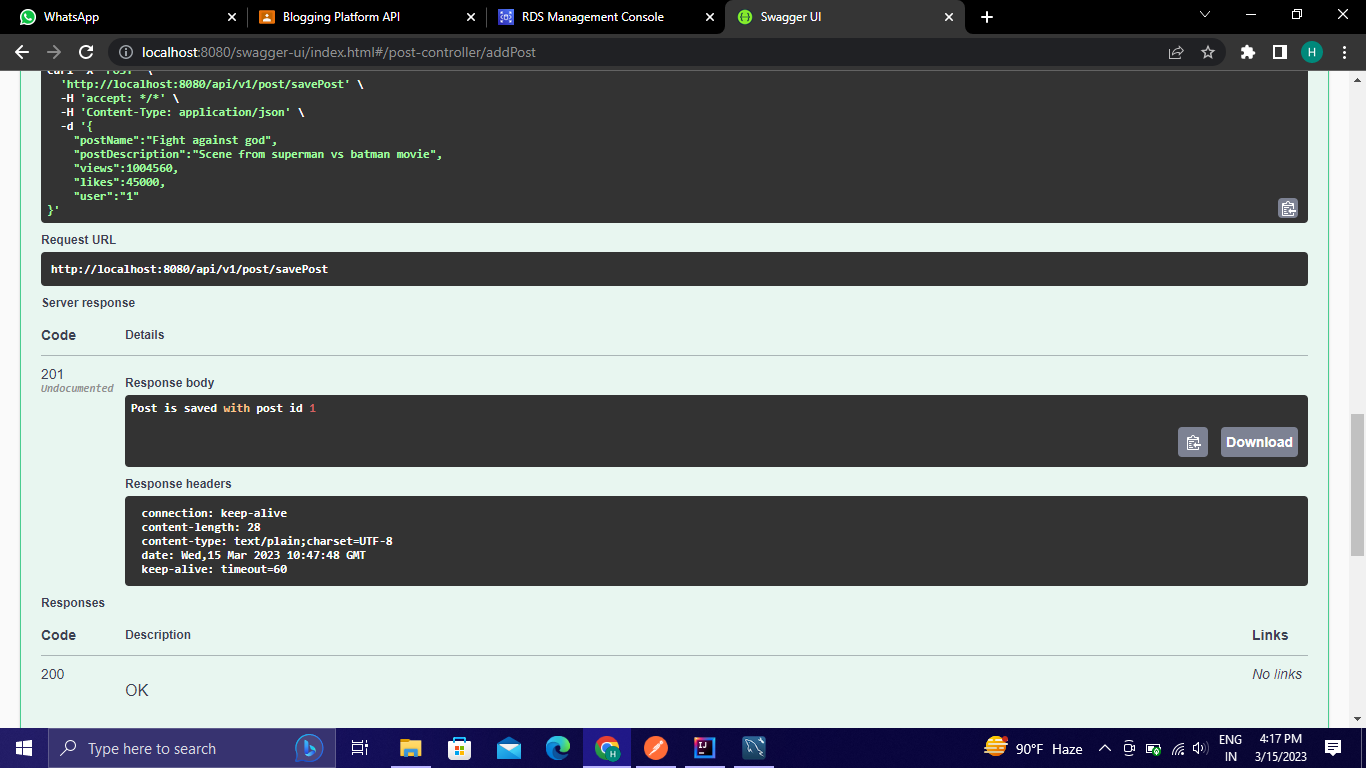 WhatsApp
Blogging Platform API
RDS Management Console
Swagger UI
localhost:8080/swagger-ui/index.html#/post-controller/addPost
H
curl -X 'POST' \
'http://localhost:8080/api/v1/post/savePost' \
-H 'accept: */*' \
-H 'Content-Type: application/json' \
-d '{
"postName":"Fight against god",
"postDescription":"Scene from superman vs batman movie",
"views":1004560,
"likes":45000,
"user":"1"
}'
Request URL
http://localhost:8080/api/v1/post/savePost
Server response
Code Details
201
Undocumented
Response body
Post is saved with post id 1
Download
Response headers
connection: keep-alive
content-length: 28
content-type: text/plain;charset=UTF-8
date: Wed,15 Mar 2023 10:47:48 GMT
keep-alive: timeout=60
Responses
Code Description Links
200 No links
OK
Type here to search
90°F Haze
ENG
IN
4:17 PM
3/15/2023